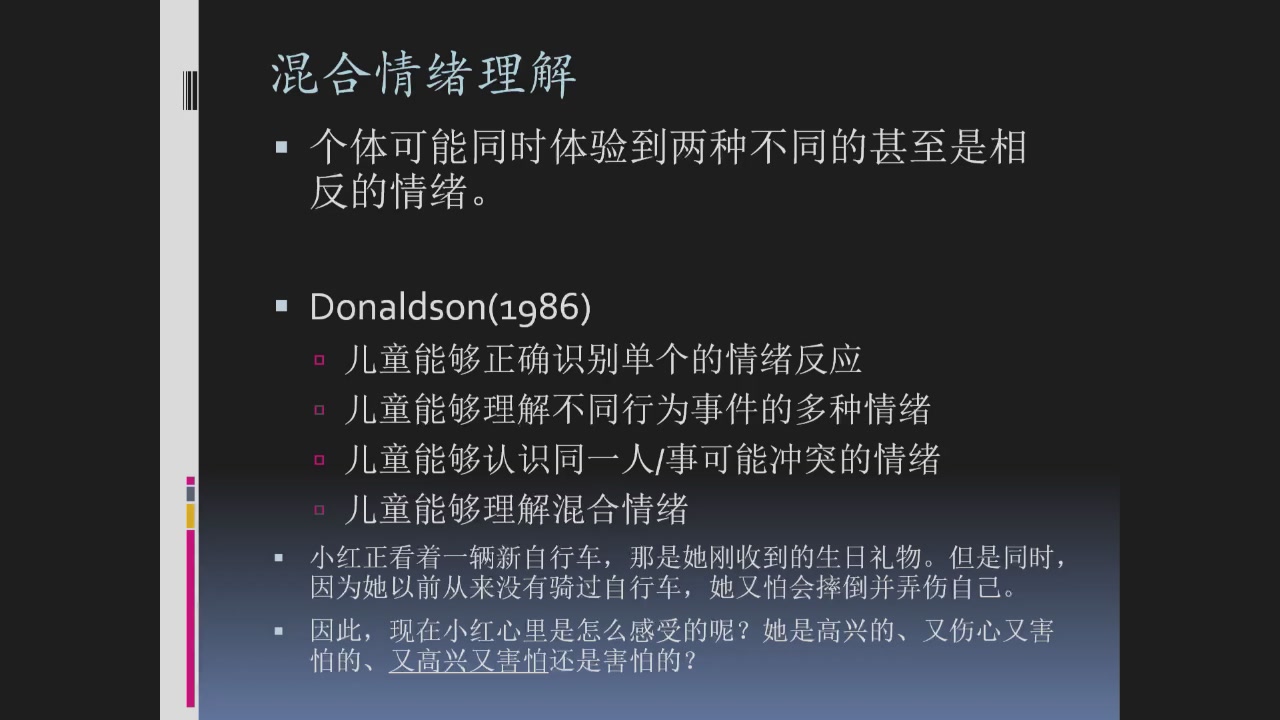 混合情绪理解
个体可能同时体验到两种不同的甚至是相
反的情绪。
Donaldson(1986)
儿童能够正确识别单个的情绪反应
儿童能够理解不同行为事件的多种情绪
儿童能够认识同一人/事可能冲突的情绪
儿童能够理解混合情绪
小红正看着一辆新自行车，那是她刚收到的生日礼物。但是同时，
因为她以前从来没有骑过自行车，她又怕会摔倒并弄伤自己。
因此，现在小红心里是怎么感受的呢？她是高兴的、又伤心又害
怕的、又高兴又害怕还是害怕的？